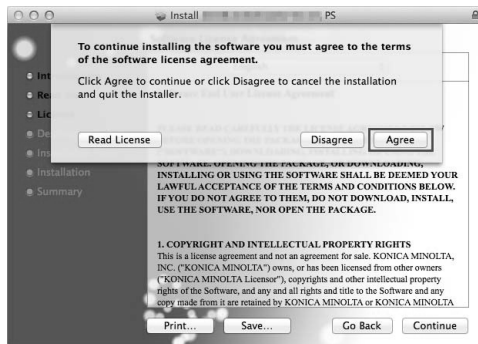 Install PS
To continue installing the software you must agree to the terms
of the software license agreement.
Click Agree to continue or click Disagree to cancel the installation
and quit the Installer.
Read License
Disagree
Agree
Installation
Summary
SOFTWARE. OPENING THE PACKAGE, OR DOWNLOADING,
INSTALLING OR USING THE SOFTWARE SHALL BE DEEMED YOUR
LAWFUL ACCEPTANCE OF THE TERMS AND CONDITIONS BELOW.
IF YOU DO NOT AGREE TO THEM, DO NOT DOWNLOAD, INSTALL,
USE THE SOFTWARE, NOR OPEN THE PACKAGE.
1. COPYRIGHT AND INTELLECTUAL PROPERTY RIGHTS
This is a license agreement and not an agreement for sale. KONICA MINOLTA,
INC. ("KONICA MINOLTA") owns, or has been licensed from other owners
("KONICA MINOLTA Licensor"), copyrights and other intellectual property
rights of the Software, and any and all rights and title to the Software and any
copy made from it are retained by KONICA MINOLTA or KONICA MINOLTA
Print...
Save...
Go Back
Continue